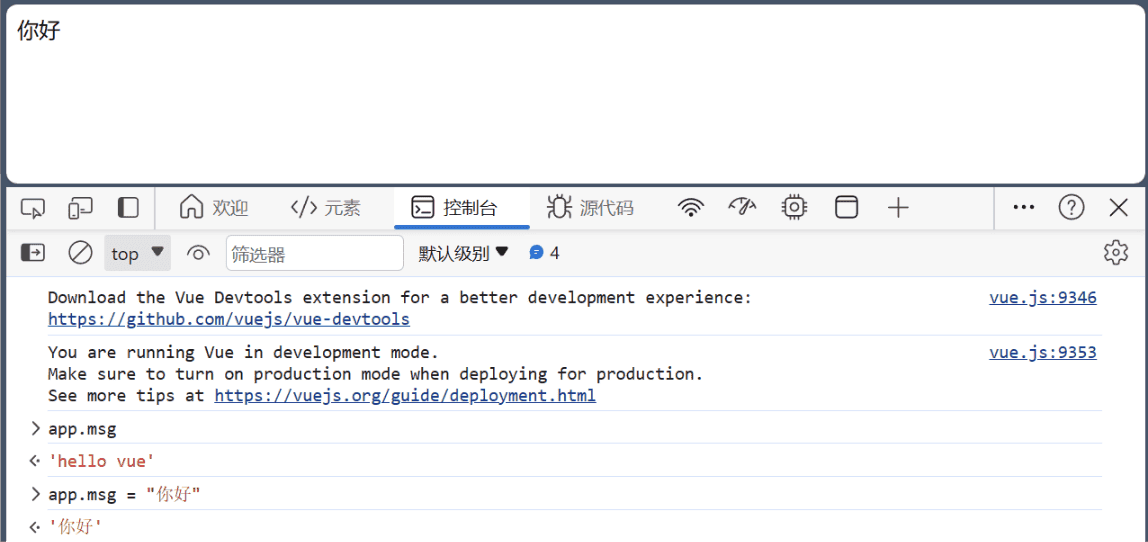 你好
欢迎 元素 控制台 源代码
top 筛选器 默认级别 4
Download the Vue Devtools extension for a better development experience: vue.js:9346
https://github.com/vuejs/vue-devtools
You are running Vue in development mode. vue.js:9353
Make sure to turn on production mode when deploying for production.
See more tips at https://vuejs.org/guide/deployment.html
app.msg
'hello vue'
app.msg = "你好"
'你好'